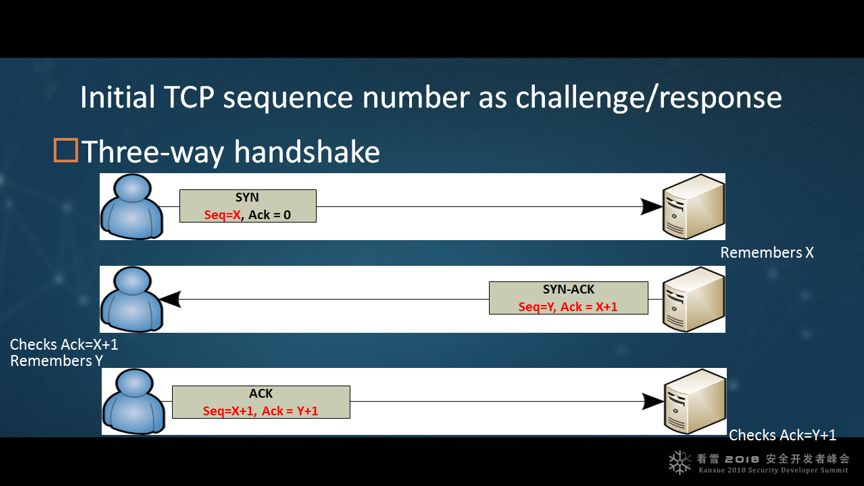 Initial TCP sequence number as challenge/response
Three-way handshake
SYN
Seq=X, Ack = 0
Remembers X
SYN-ACK
Seq=Y, Ack = X+1
Checks Ack=X+1
Remembers Y
ACK
Seq=X+1, Ack = Y+1
Checks Ack=Y+1
看雪 2018 安全开发者峰会
Kanxue 2018 Security Developer Summit